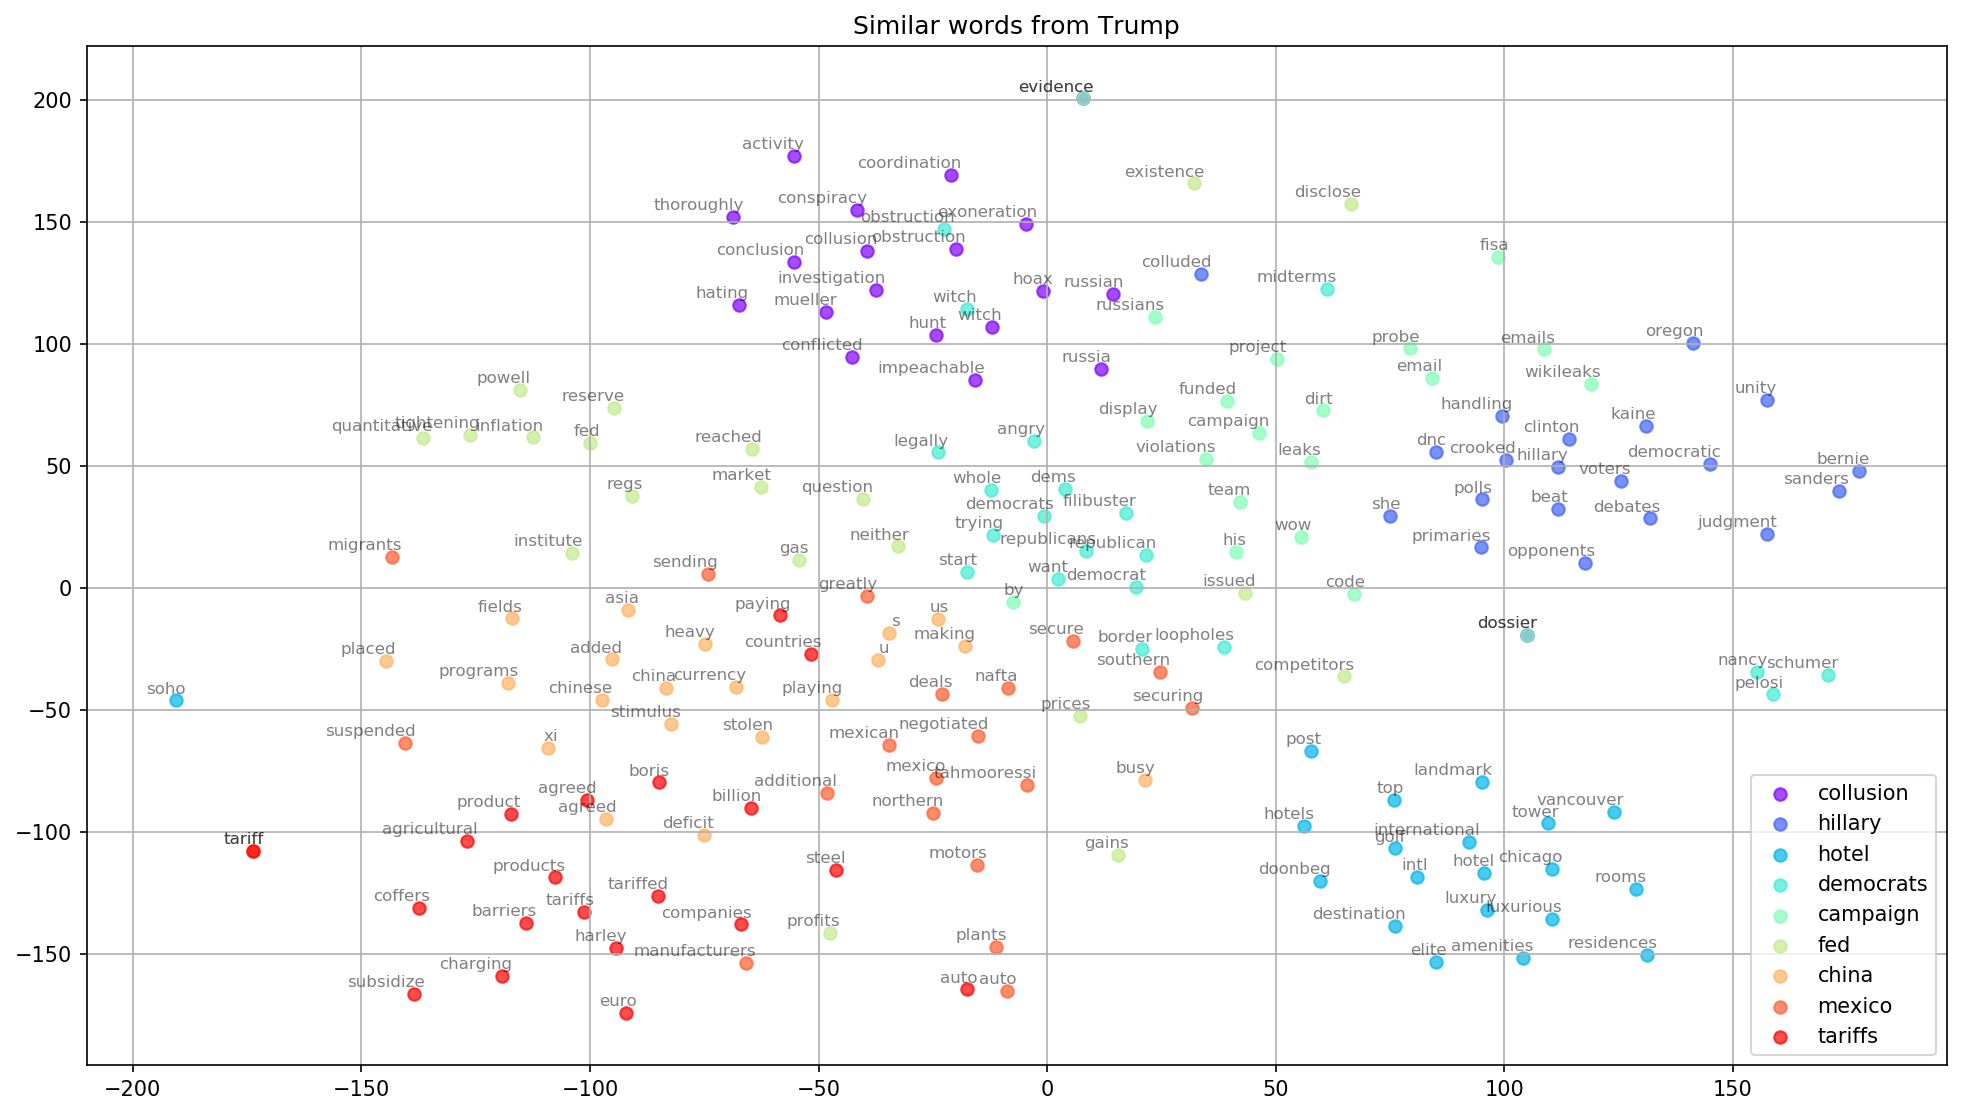 Similar words from Trump
evidence
activity
coordination
existence
disclose
conspiracy
thoroughly
obstruction
exoneration
collusion
obstruction
conclusion
fisa
investigation
colluded
midterms
hoax
russian
hating
mueller
witch
russians
hunt
witch
conflicted
project
probe
emails
oregon
impeachable
russia
email
wikileaks
powell
reserve
funded
dirt
unity
quantitative
tightening
inflation
fed
display
campaign
handling
kaine
reached
legally
angry
violations
leaks
dnc
crooked
clinton
hillary
democratic
bernie
regs
market
question
whole
dems
team
voters
sanders
democrats
filibuster
she
polls
beat
debates
trying
wow
judgment
migrants
institute
gas
neither
republicans
republican
his
primaries
opponents
sending
start
want
democrat
issued
code
greatly
by
fields
asia
paying
us
s
making
secure
dossier
placed
added
heavy
countries
u
border
loopholes
southern
competitors
nancy
schumer
programs
china
currency
nafta
pelosi
soho
chinese
playing
deals
securing
stimulus
stolen
prices
suspended
xi
mexican
negotiated
post
boris
additional
mexico
tahmooressi
busy
landmark
agreed
top
product
agreed
billion
northern
hotels
tower
vancouver
agricultural
deficit
international
golf
tariff
steel
motors
gains
intl
hotel
chicago
products
tariffed
doonbeg
rooms
coffers
tariffs
luxury
barriers
companies
profits
destination
luxurious
harley
manufacturers
plants
elite
amenities
residences
charging
subsidize
auto
auto
euro
200
150
100
50
0
−50
−100
−150
−200
−150
−100
−50
0
50
100
150
collusion
hillary
hotel
democrats
campaign
fed
china
mexico
tariffs